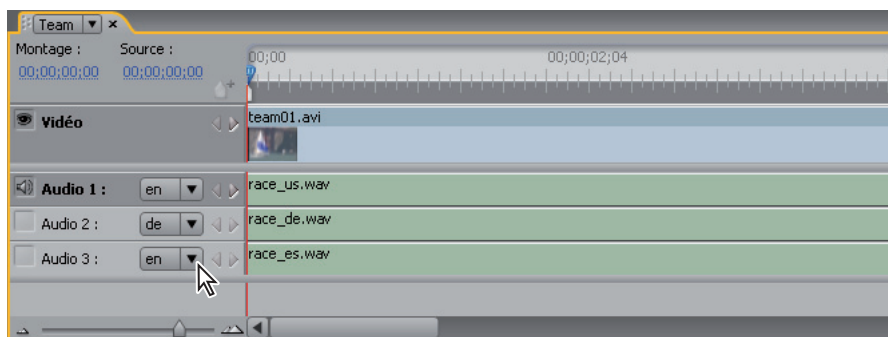 Team
Montage : Source :
00;00;00;00 00;00;00;00
00;00 00;00;02;04
Vidéo team01.avi
Audio 1 : en race_us.wav
Audio 2 : de race_de.wav
Audio 3 : en race_es.wav